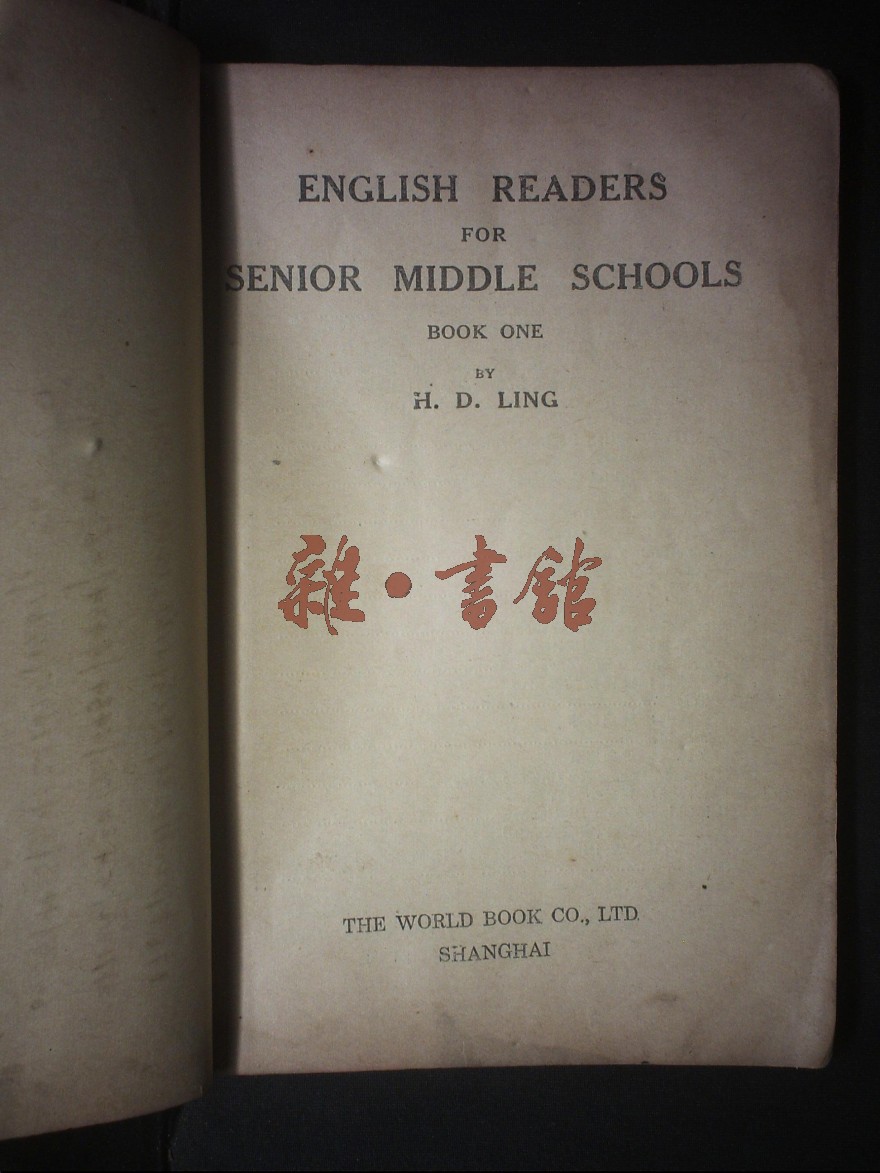 ENGLISH READERS
FOR
SENIOR MIDDLE SCHOOLS
BOOK ONE
BY
H. D. LING
雜·書館
THE WORLD BOOK CO., LTD.
SHANGHAI